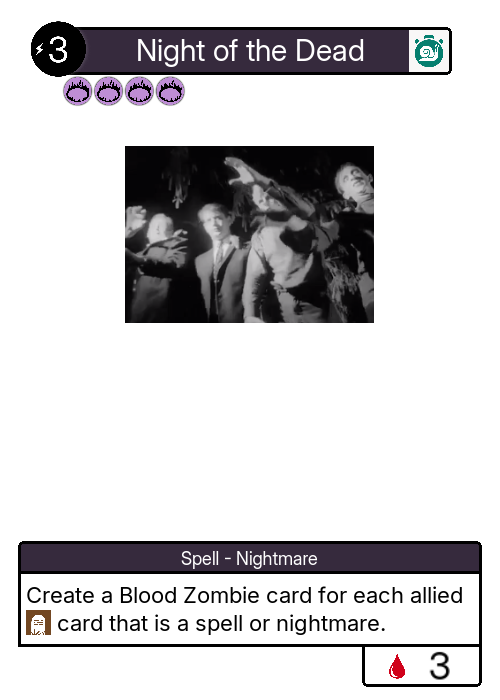 3
Night of the Dead
Spell - Nightmare
Create a Blood Zombie card for each allied
card that is a spell or nightmare.
3